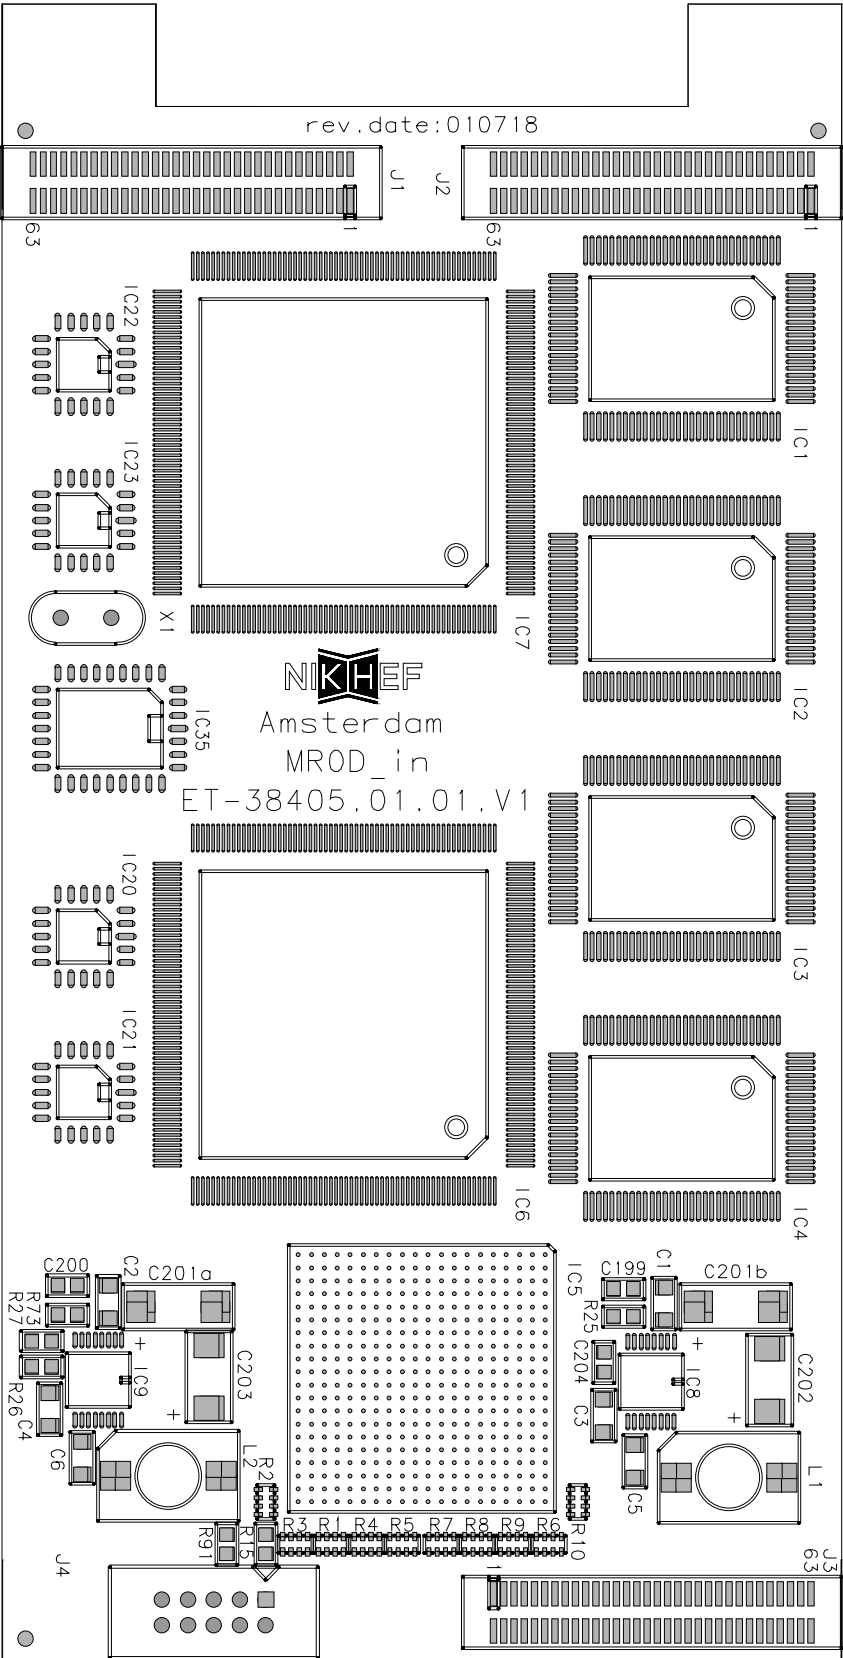 rev.date:010718
J1
J2
63
1
63
1
IC22
IC1
IC23
X1
IC7
IC2
NIKHEF
IC35
Amsterdam
MROD_in
ET-38405.01.01.V1
IC20
IC3
IC21
IC6
IC4
C200
C2
C201a
IC5
C199
C1
C201b
R27
R73
R25
+
+
IC9
C203
C204
IC8
C202
R26
C4
+
C3
+
C6
L2
R2
C5
L1
R91
R15
R3
R1
R4
R5
R7
R8
R9
R6
R10
J4
1
63
J3